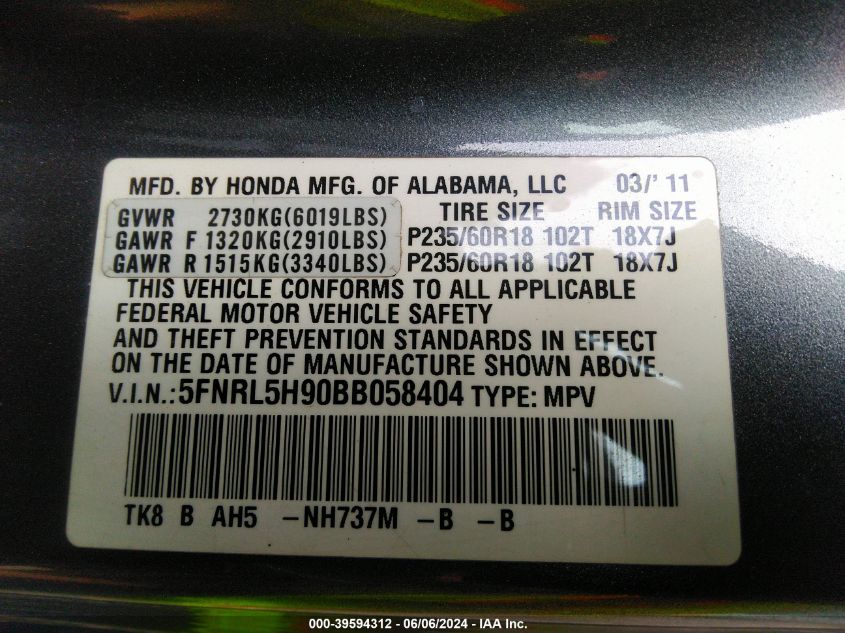 MFD. BY HONDA MFG. OF ALABAMA, LLC 03/' 11
GVWR 2730KG(6019LBS) TIRE SIZE RIM SIZE
GAWR F 1320KG(2910LBS) P235/60R18 102T 18X7J
GAWR R 1515KG(3340LBS) P235/60R18 102T 18X7J
THIS VEHICLE CONFORMS TO ALL APPLICABLE
FEDERAL MOTOR VEHICLE SAFETY
AND THEFT PREVENTION STANDARDS IN EFFECT
ON THE DATE OF MANUFACTURE SHOWN ABOVE.
V.I.N.:5FNRL5H90BB058404 TYPE: MPV
TK8 B AH5 -NH737M -B -B
000-39594312 - 06/06/2024 - IAA Inc.